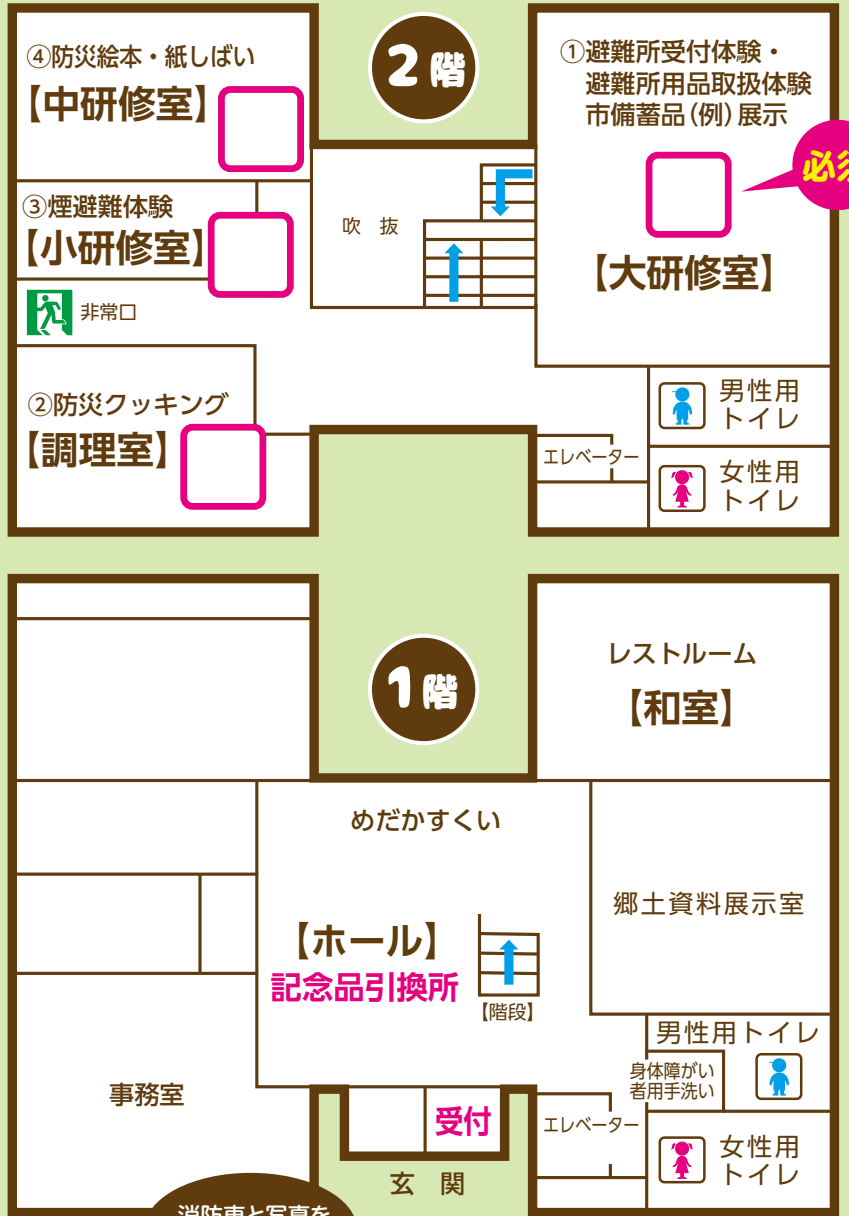 2階
④防災絵本・紙しばい
【中研修室】
①避難所受付体験・
避難所用品取扱体験
市備蓄品(例)展示
【大研修室】
③煙避難体験
【小研修室】
吹 抜
非常口
②防災クッキング
【調理室】
男性用
トイレ
エレベーター
女性用
トイレ
1階
レストルーム
【和室】
めだかすくい
【ホール】
記念品引換所
【階段】
郷土資料展示室
男性用トイレ
身体障がい
者用手洗い
事務室
受付
エレベーター
女性用
トイレ
玄 関
消防車と写真を